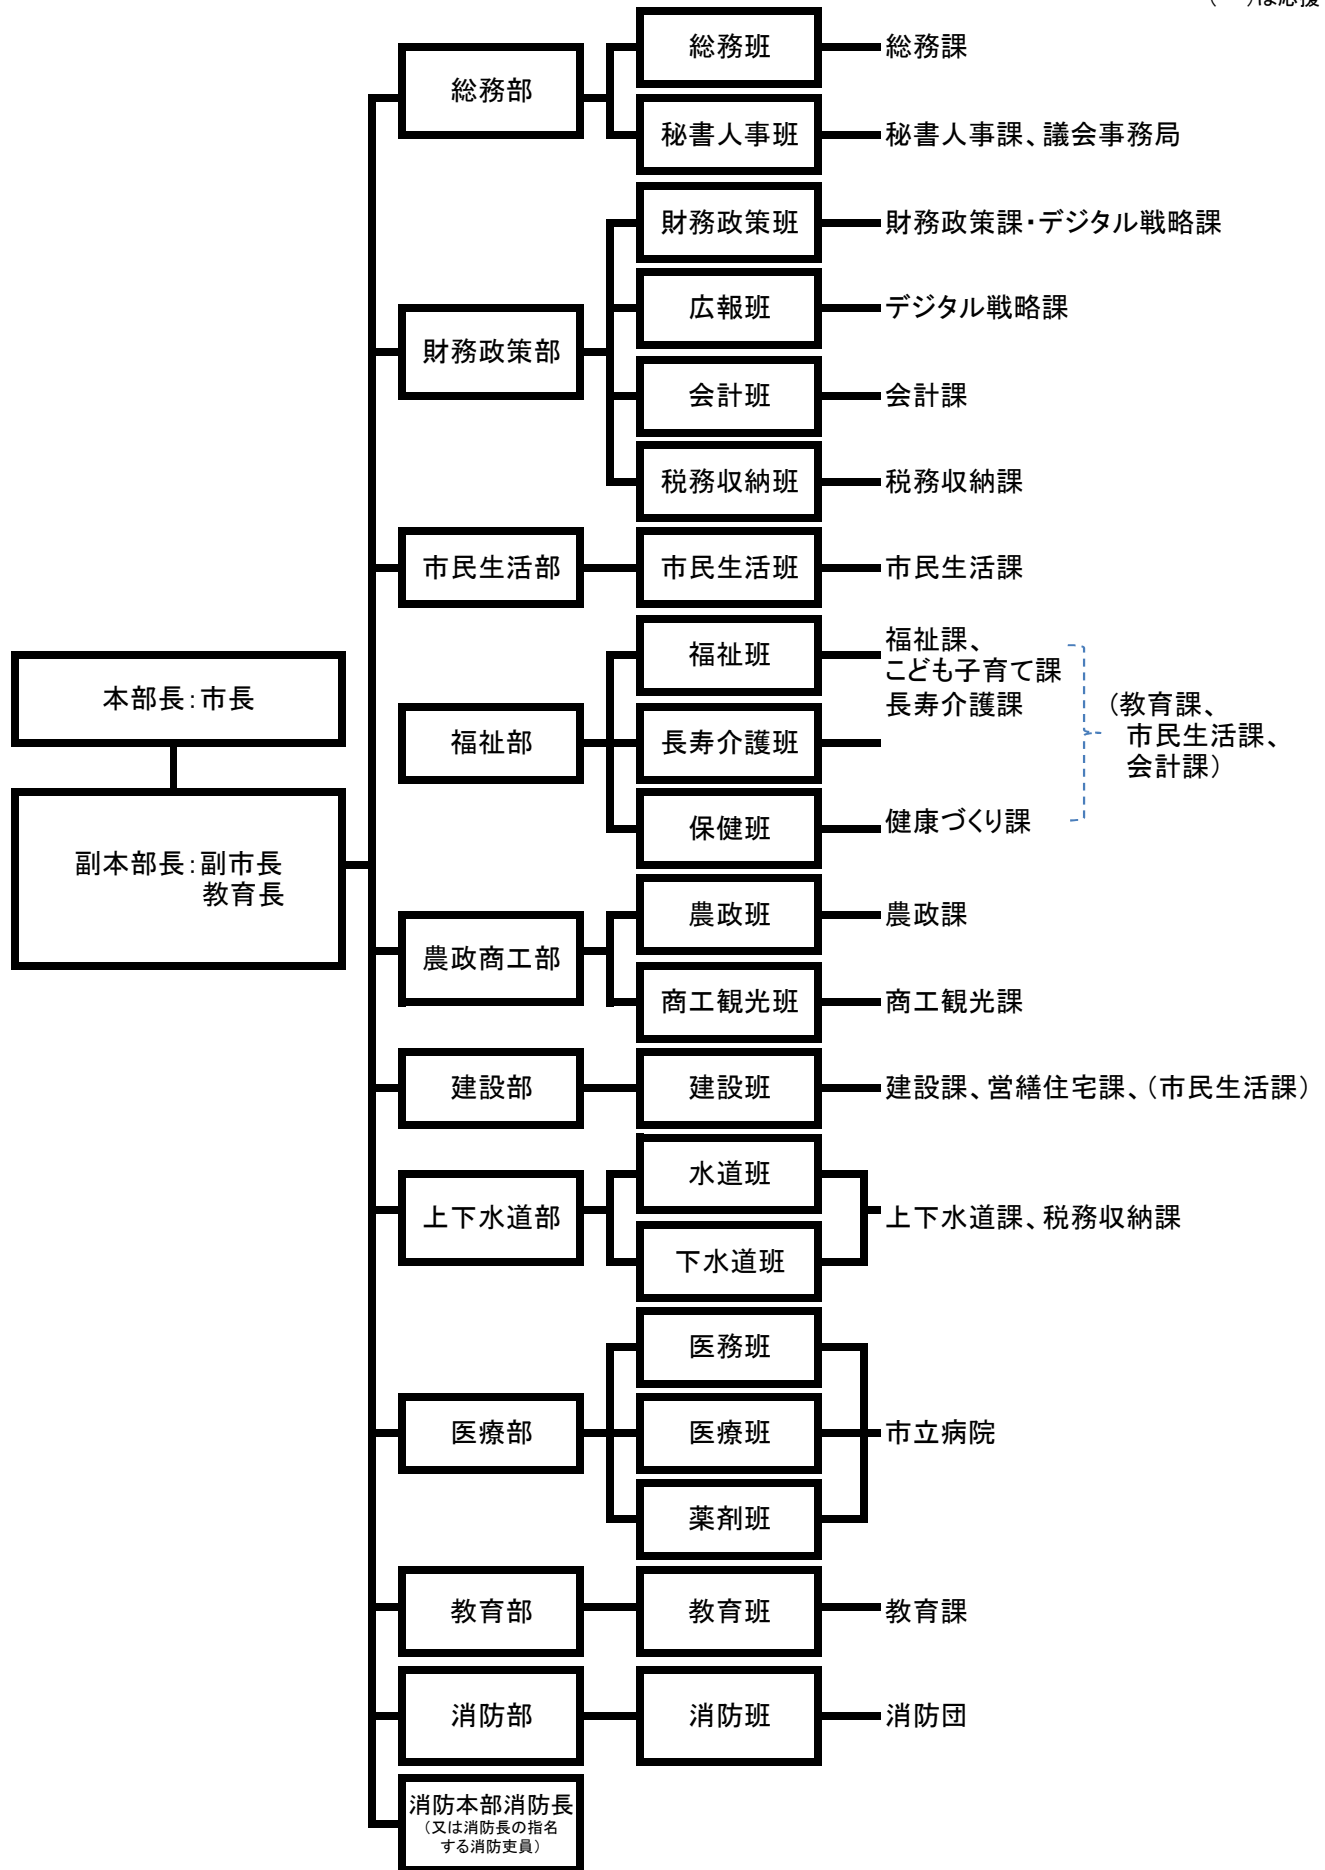 (　)は応援
総務部
総務班
総務課
秘書人事班
秘書人事課、議会事務局
財務政策部
財務政策班
財務政策課・デジタル戦略課
広報班
デジタル戦略課
会計班
会計課
税務収納班
税務収納課
市民生活部
市民生活班
市民生活課
本部長：市長
副本部長：副市長
教育長
福祉部
福祉班
福祉課、
こども子育て課
長寿介護班
長寿介護課
保健班
健康づくり課
（教育課、
市民生活課、
会計課）
農政商工部
農政班
農政課
商工観光班
商工観光課
建設部
建設班
建設課、営繕住宅課、（市民生活課）
上下水道部
水道班
下水道班
上下水道課、税務収納課
医療部
医務班
医療班
薬剤班
市立病院
教育部
教育班
教育課
消防部
消防班
消防団
消防本部消防長
（又は消防長の指名
する消防吏員）